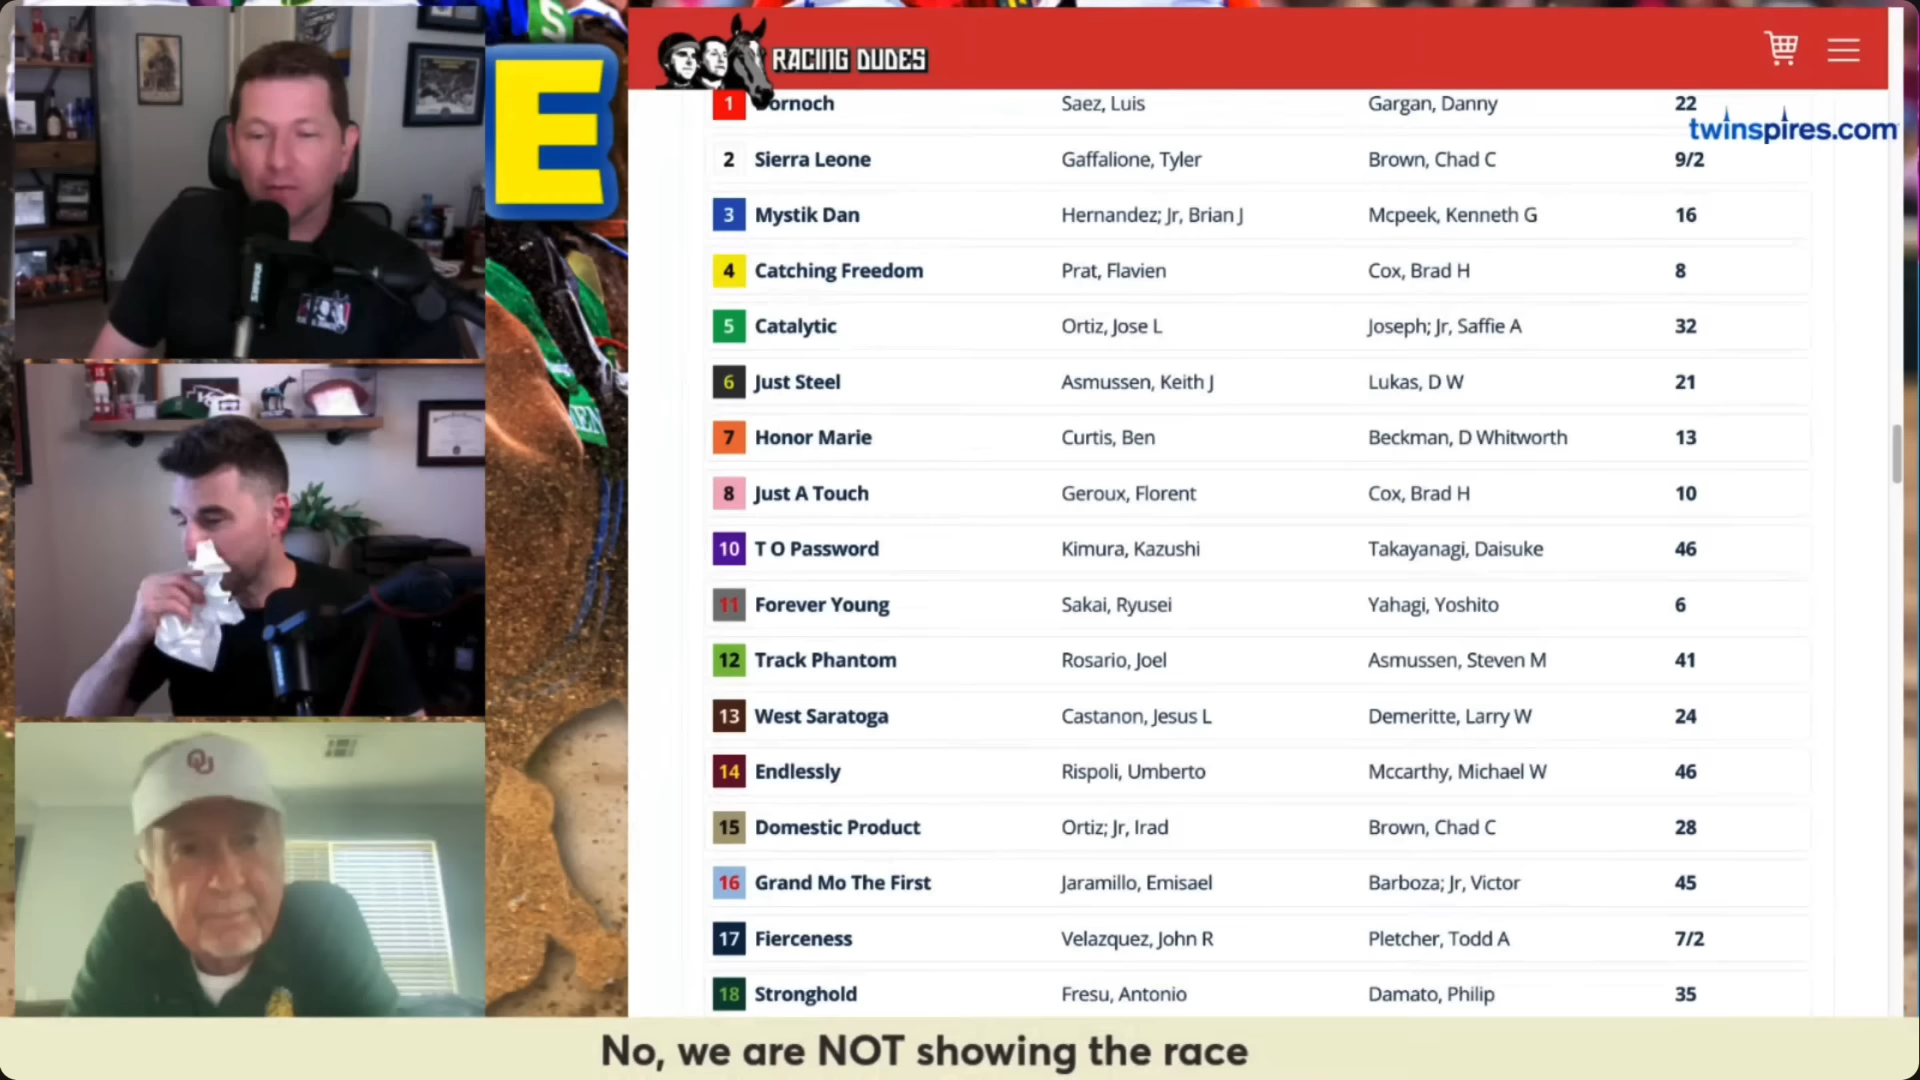 S
E
RACING DUDES
twinspires.com
1 Dornoch Saez, Luis Gargan, Danny 22
2 Sierra Leone Gaffalione, Tyler Brown, Chad C 9/2
3 Mystik Dan Hernandez; Jr, Brian J Mcpeek, Kenneth G 16
4 Catching Freedom Prat, Flavien Cox, Brad H 8
5 Catalytic Ortiz, Jose L Joseph; Jr, Saffie A 32
6 Just Steel Asmussen, Keith J Lukas, D W 21
7 Honor Marie Curtis, Ben Beckman, D Whitworth 13
8 Just A Touch Geroux, Florent Cox, Brad H 10
10 T O Password Kimura, Kazushi Takayanagi, Daisuke 46
11 Forever Young Sakai, Ryusei Yahagi, Yoshito 6
12 Track Phantom Rosario, Joel Asmussen, Steven M 41
13 West Saratoga Castanon, Jesus L Demeritte, Larry W 24
14 Endlessly Rispoli, Umberto Mccarthy, Michael W 46
15 Domestic Product Ortiz; Jr, Irad Brown, Chad C 28
16 Grand Mo The First Jaramillo, Emisael Barboza; Jr, Victor 45
17 Fierceness Velazquez, John R Pletcher, Todd A 7/2
18 Stronghold Fresu, Antonio Damato, Philip 35
SHURE
OU
No, we are NOT showing the race